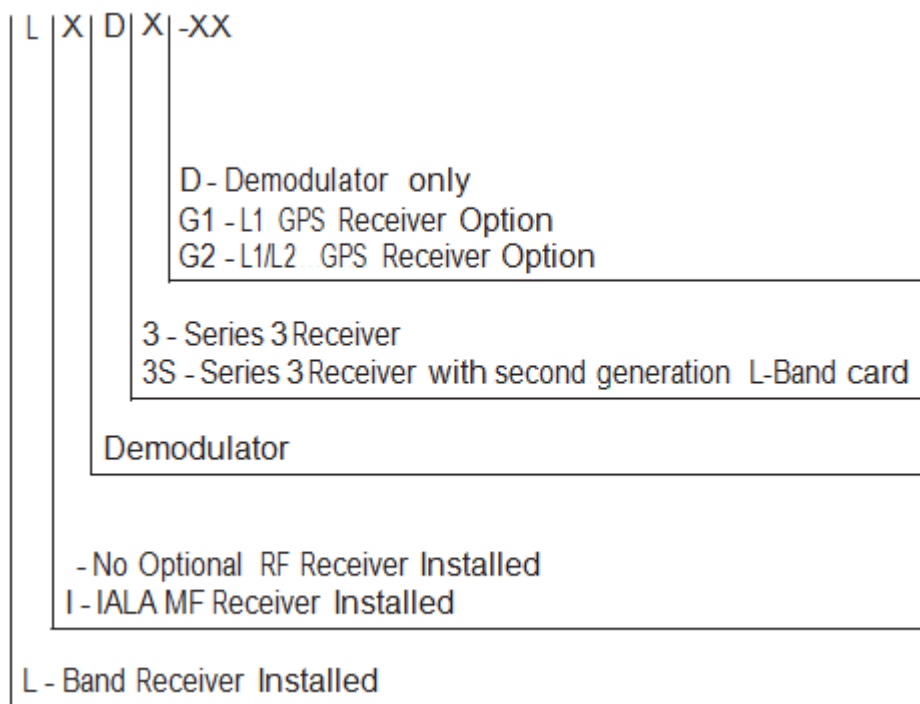 L X D X -XX
D - Demodulator only
G1 - L1 GPS Receiver Option
G2 - L1/L2 GPS Receiver Option
3 - Series 3 Receiver
3S - Series 3 Receiver with second generation L-Band card
Demodulator
- No Optional RF Receiver Installed
I - IALA MF Receiver Installed
L - Band Receiver Installed